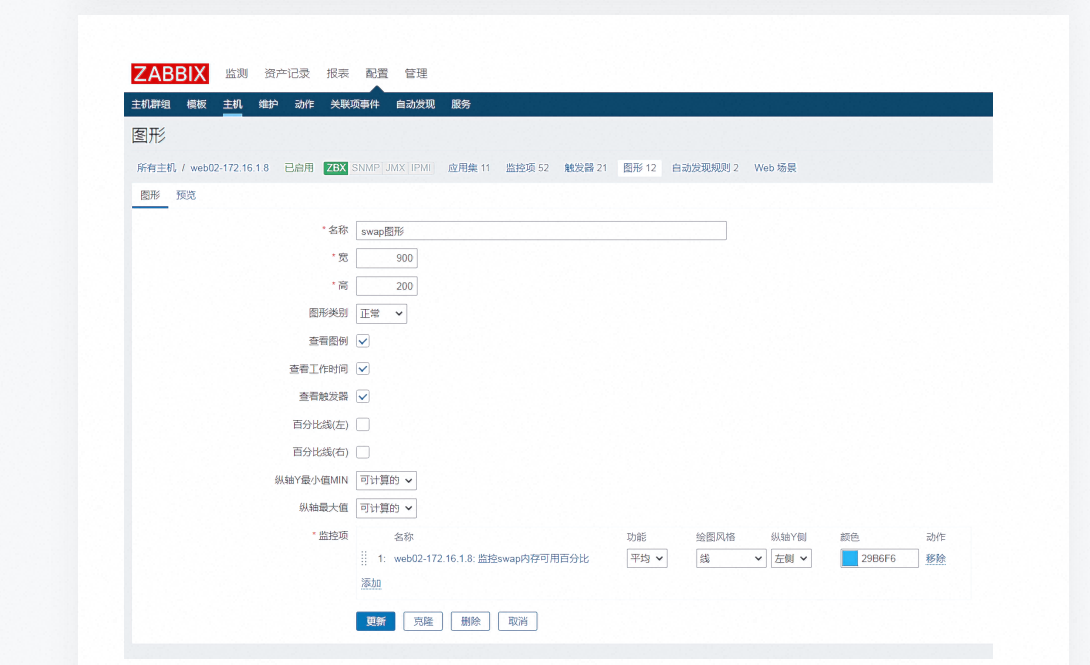 ZABBIX 监测 资产记录 报表 配置 管理
主机群组 模板 主机 维护 动作 关联项事件 自动发现 服务
图形
所有主机 / web02-172.16.1.8 已启用 ZBX SNMP JMX IPMI 应用集 11 监控项 52 触发器 21 图形 12 自动发现规则 2 Web 场景
图形 预览
* 名称 swap图形
* 宽 900
* 高 200
图形类别 正常
查看图例
查看工作时间
查看触发器
百分比线(左)
百分比线(右)
纵轴Y最小值MIN 可计算的
纵轴最大值 可计算的
* 监控项 名称 功能 绘图风格 纵轴Y侧 颜色 动作
1: web02-172.16.1.8: 监控swap内存可用百分比 平均 线 左侧 29B6F6 移除
添加
更新 克隆 删除 取消